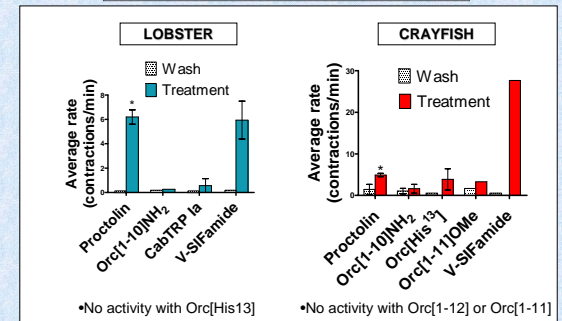 LOBSTER
Wash
Treatment
Average rate
(contractions/min)
8
6
4
2
0
*
Proctolin
Orc[1-10]NH2
CabTRP Ia
V-SIFamide
•No activity with Orc[His13]
CRAYFISH
Wash
Treatment
Average rate
(contractions/min)
30
20
10
0
*
Proctolin
Orc[1-10]NH2
Orc[His 13]
Orc[1-11]OMe
V-SIFamide
•No activity with Orc[1-12] or Orc[1-11]